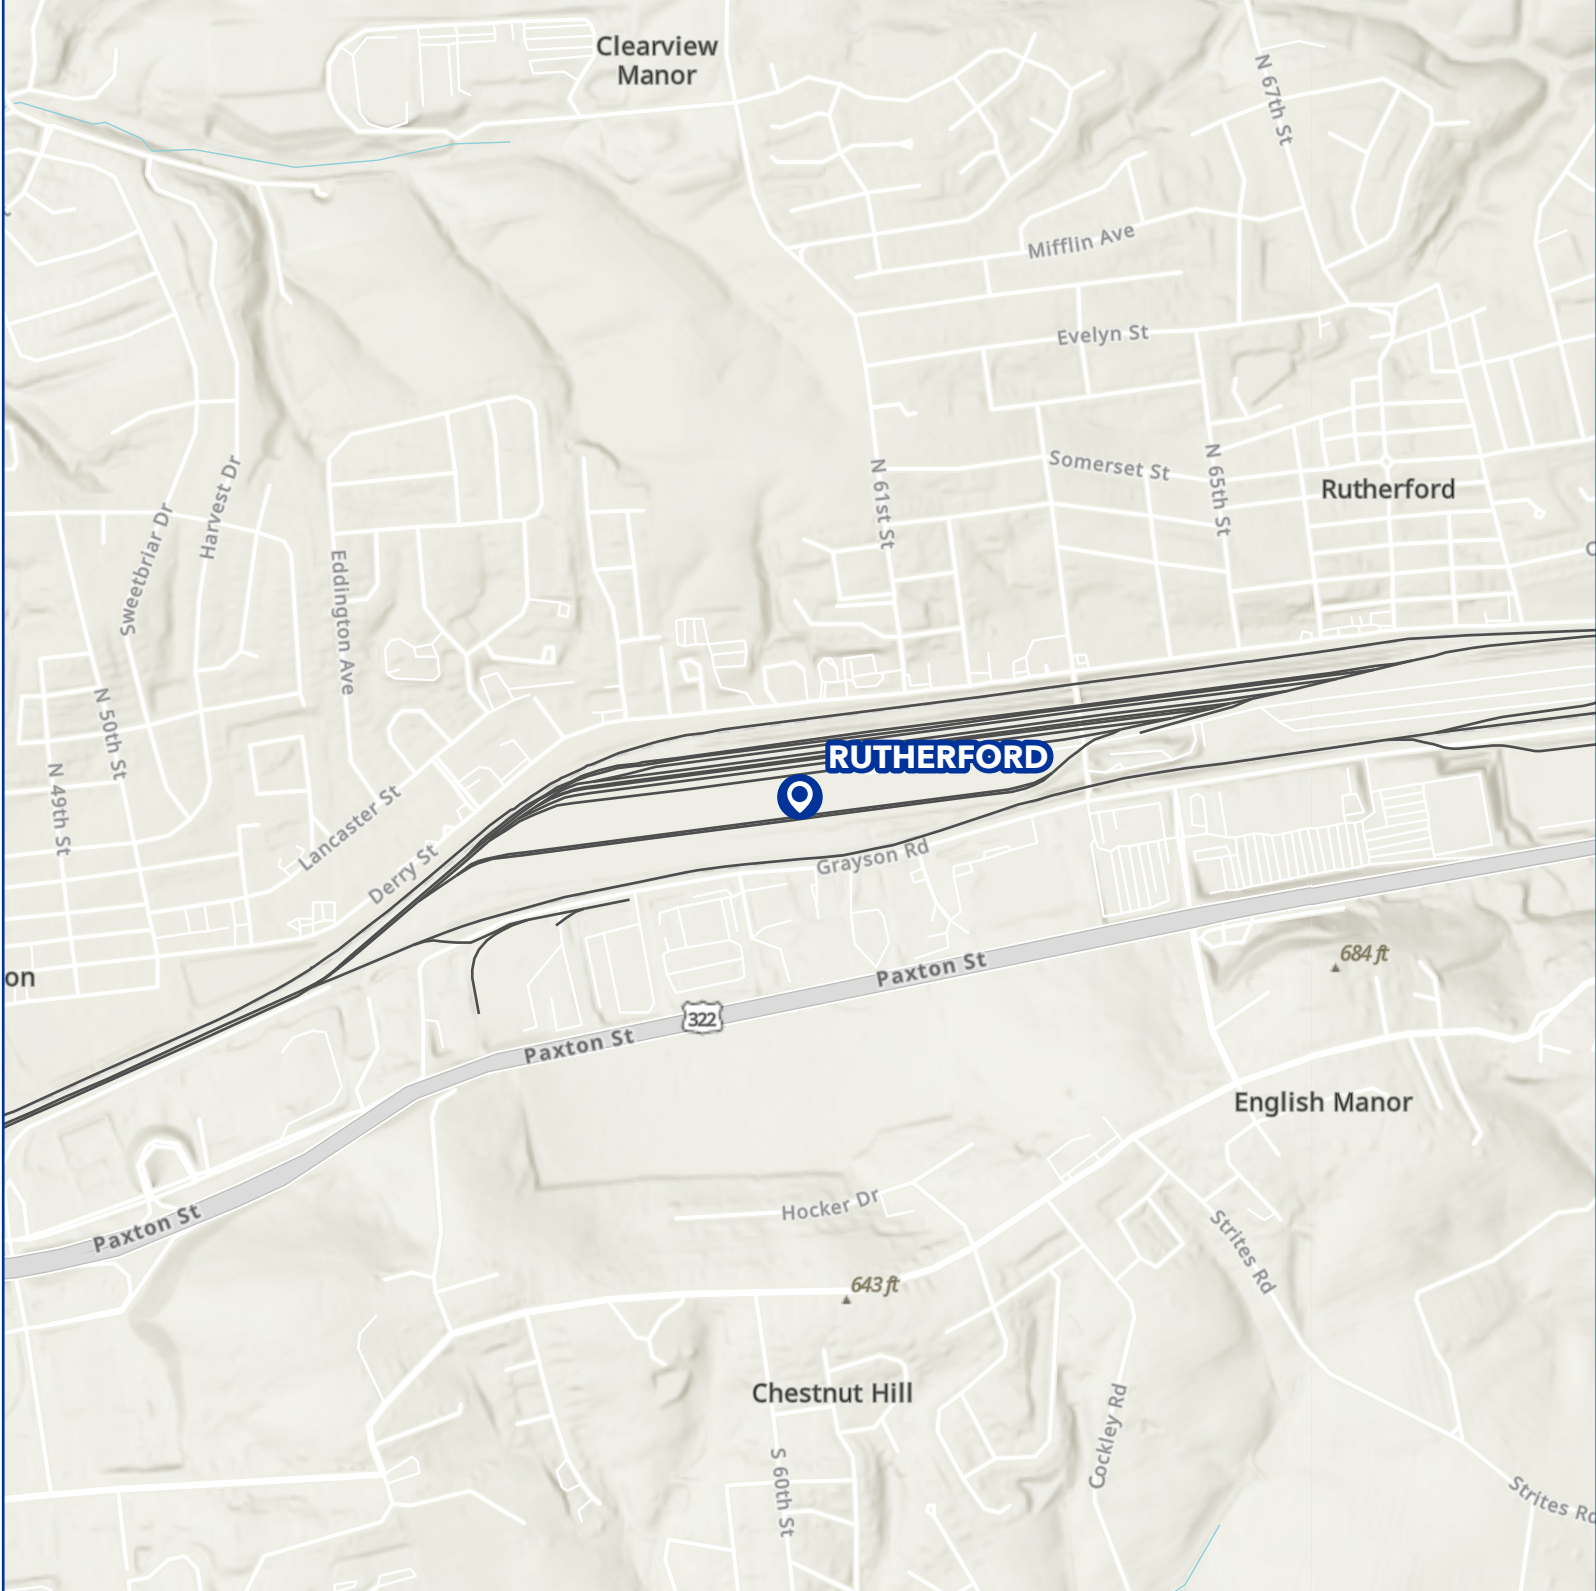 Clearview
Manor
N 67th St
Mifflin Ave
Evelyn St
Somerset St
N 61st St
N 65th St
Rutherford
Sweetbriar Dr
Harvest Dr
Eddington Ave
N 50th St
N 49th St
Lancaster St
Derry St
RUTHERFORD
Grayson Rd
on
Paxton St
684 ft
322
Paxton St
English Manor
Paxton St
Hocker Dr
Strites Rd
643 ft
Chestnut Hill
Cockley Rd
S 60th St
Strites Rd